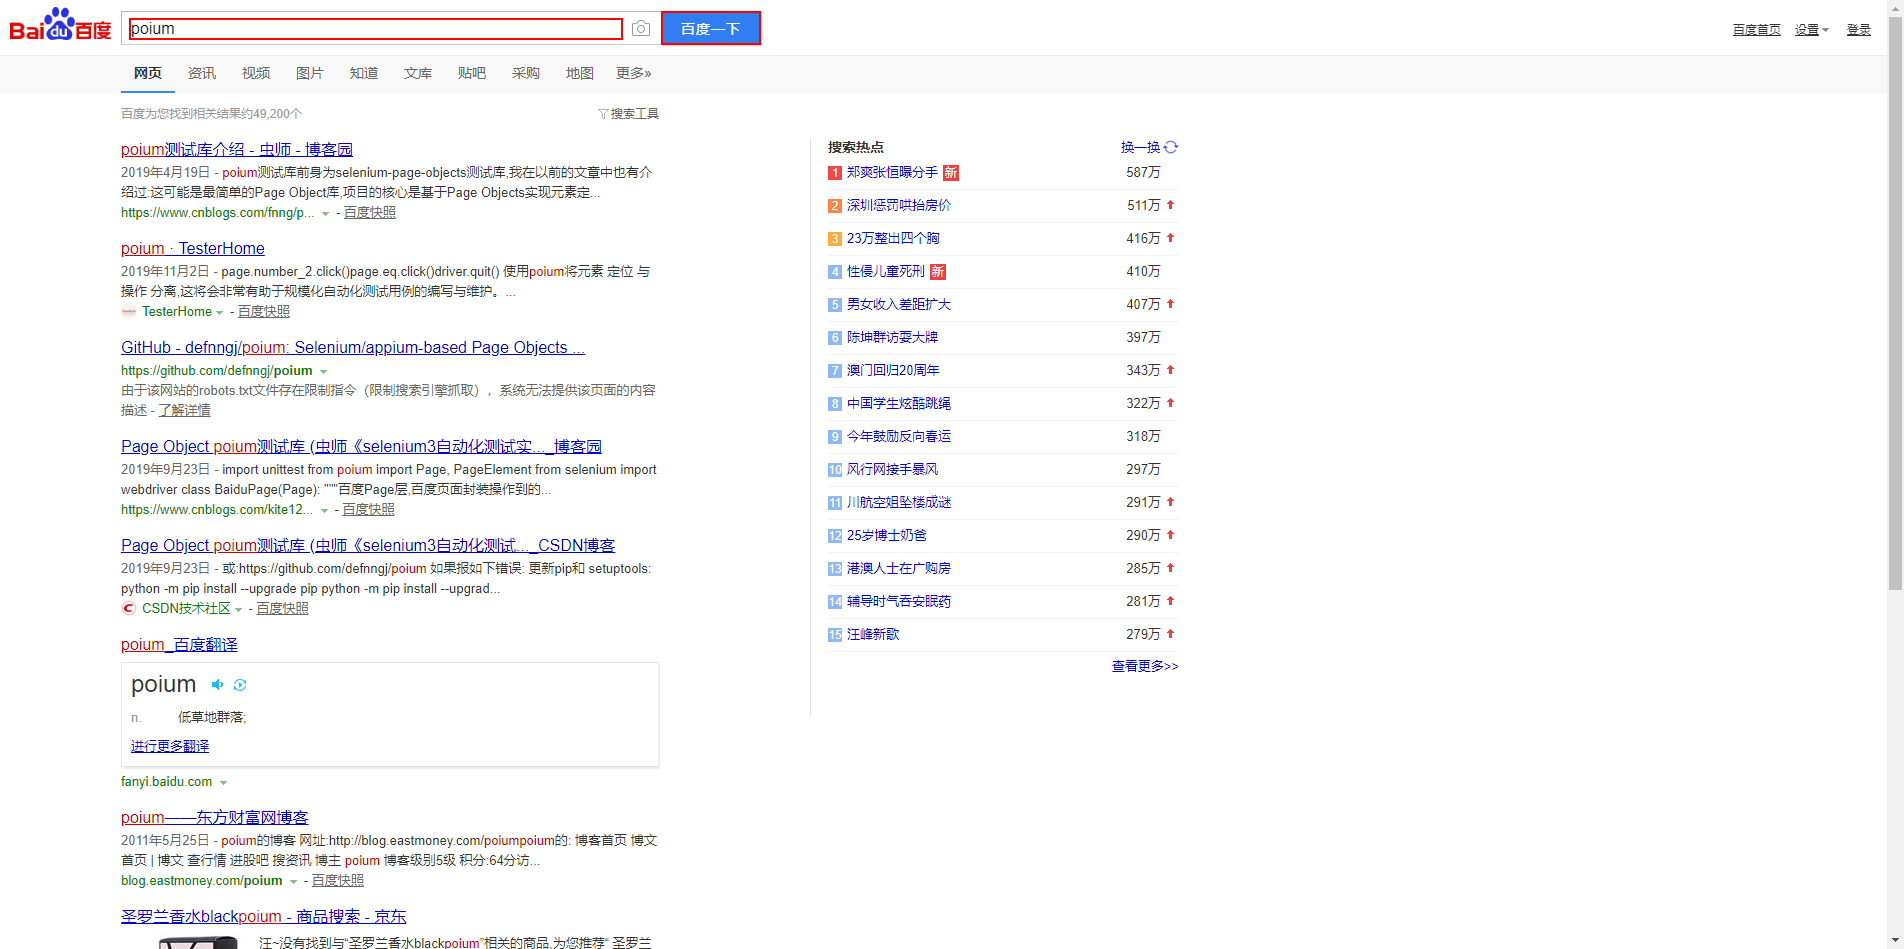 Baidu百度
poium
百度一下
百度首页 设置 登录
网页 资讯 视频 图片 知道 文库 贴吧 采购 地图 更多»
百度为您找到相关结果约49,200个
搜索工具
poium测试库介绍 - 虫师 - 博客园
2019年4月19日 - poium测试库前身为selenium-page-objects测试库,我在以前的文章中也有介
绍过:这可能是最简单的Page Object库,项目的核心是基于Page Objects实现元素定...
https://www.cnblogs.com/fnng/p... - 百度快照
poium · TesterHome
2019年11月2日 - page.number_2.click()page.eq.click()driver.quit() 使用poium将元素 定位 与
操作 分离,这将会非常有助于规模化自动化测试用例的编写与维护。...
TesterHome - 百度快照
GitHub - defnngj/poium: Selenium/appium-based Page Objects ...
https://github.com/defnngj/poium
由于该网站的robots.txt文件存在限制指令（限制搜索引擎抓取），系统无法提供该页面的内容
描述 - 了解详情
Page Object poium测试库 (虫师《selenium3自动化测试实..._博客园
2019年9月23日 - import unittest from poium import Page, PageElement from selenium import
webdriver class BaiduPage(Page): """百度Page层,百度页面封装操作到的...
https://www.cnblogs.com/kite12... - 百度快照
Page Object poium测试库 (虫师《selenium3自动化测试..._CSDN博客
2019年9月23日 - 或:https://github.com/defnngj/poium 如果报如下错误: 更新pip和 setuptools:
python -m pip install --upgrade pip python -m pip install --upgrad...
CSDN技术社区 - 百度快照
poium_百度翻译
poium
n. 低草地群落;
进行更多翻译
fanyi.baidu.com
poium——东方财富网博客
2011年5月25日 - poium的博客 网址:http://blog.eastmoney.com/poiumpoium的: 博客首页 博文
首页 | 博文 查行情 进股吧 搜资讯 博主 poium 博客级别5级 积分:64分访...
blog.eastmoney.com/poium - 百度快照
圣罗兰香水blackpoium - 商品搜索 - 京东
汪~没有找到与“圣罗兰香水blackpoium”相关的商品,为您推荐“ 圣罗兰
搜索热点 换一换
1 郑爽张恒曝分手 新 587万
2 深圳惩罚哄抬房价 511万
3 23万整出四个胸 416万
4 性侵儿童死刑 新 410万
5 男女收入差距扩大 407万
6 陈坤群访耍大牌 397万
7 澳门回归20周年 343万
8 中国学生炫酷跳绳 322万
9 今年鼓励反向春运 318万
10 风行网接手暴风 297万
11 川航空姐坠楼成谜 291万
12 25岁博士奶爸 290万
13 港澳人士在广购房 285万
14 辅导时气吞安眠药 281万
15 汪峰新歌 279万
查看更多>>